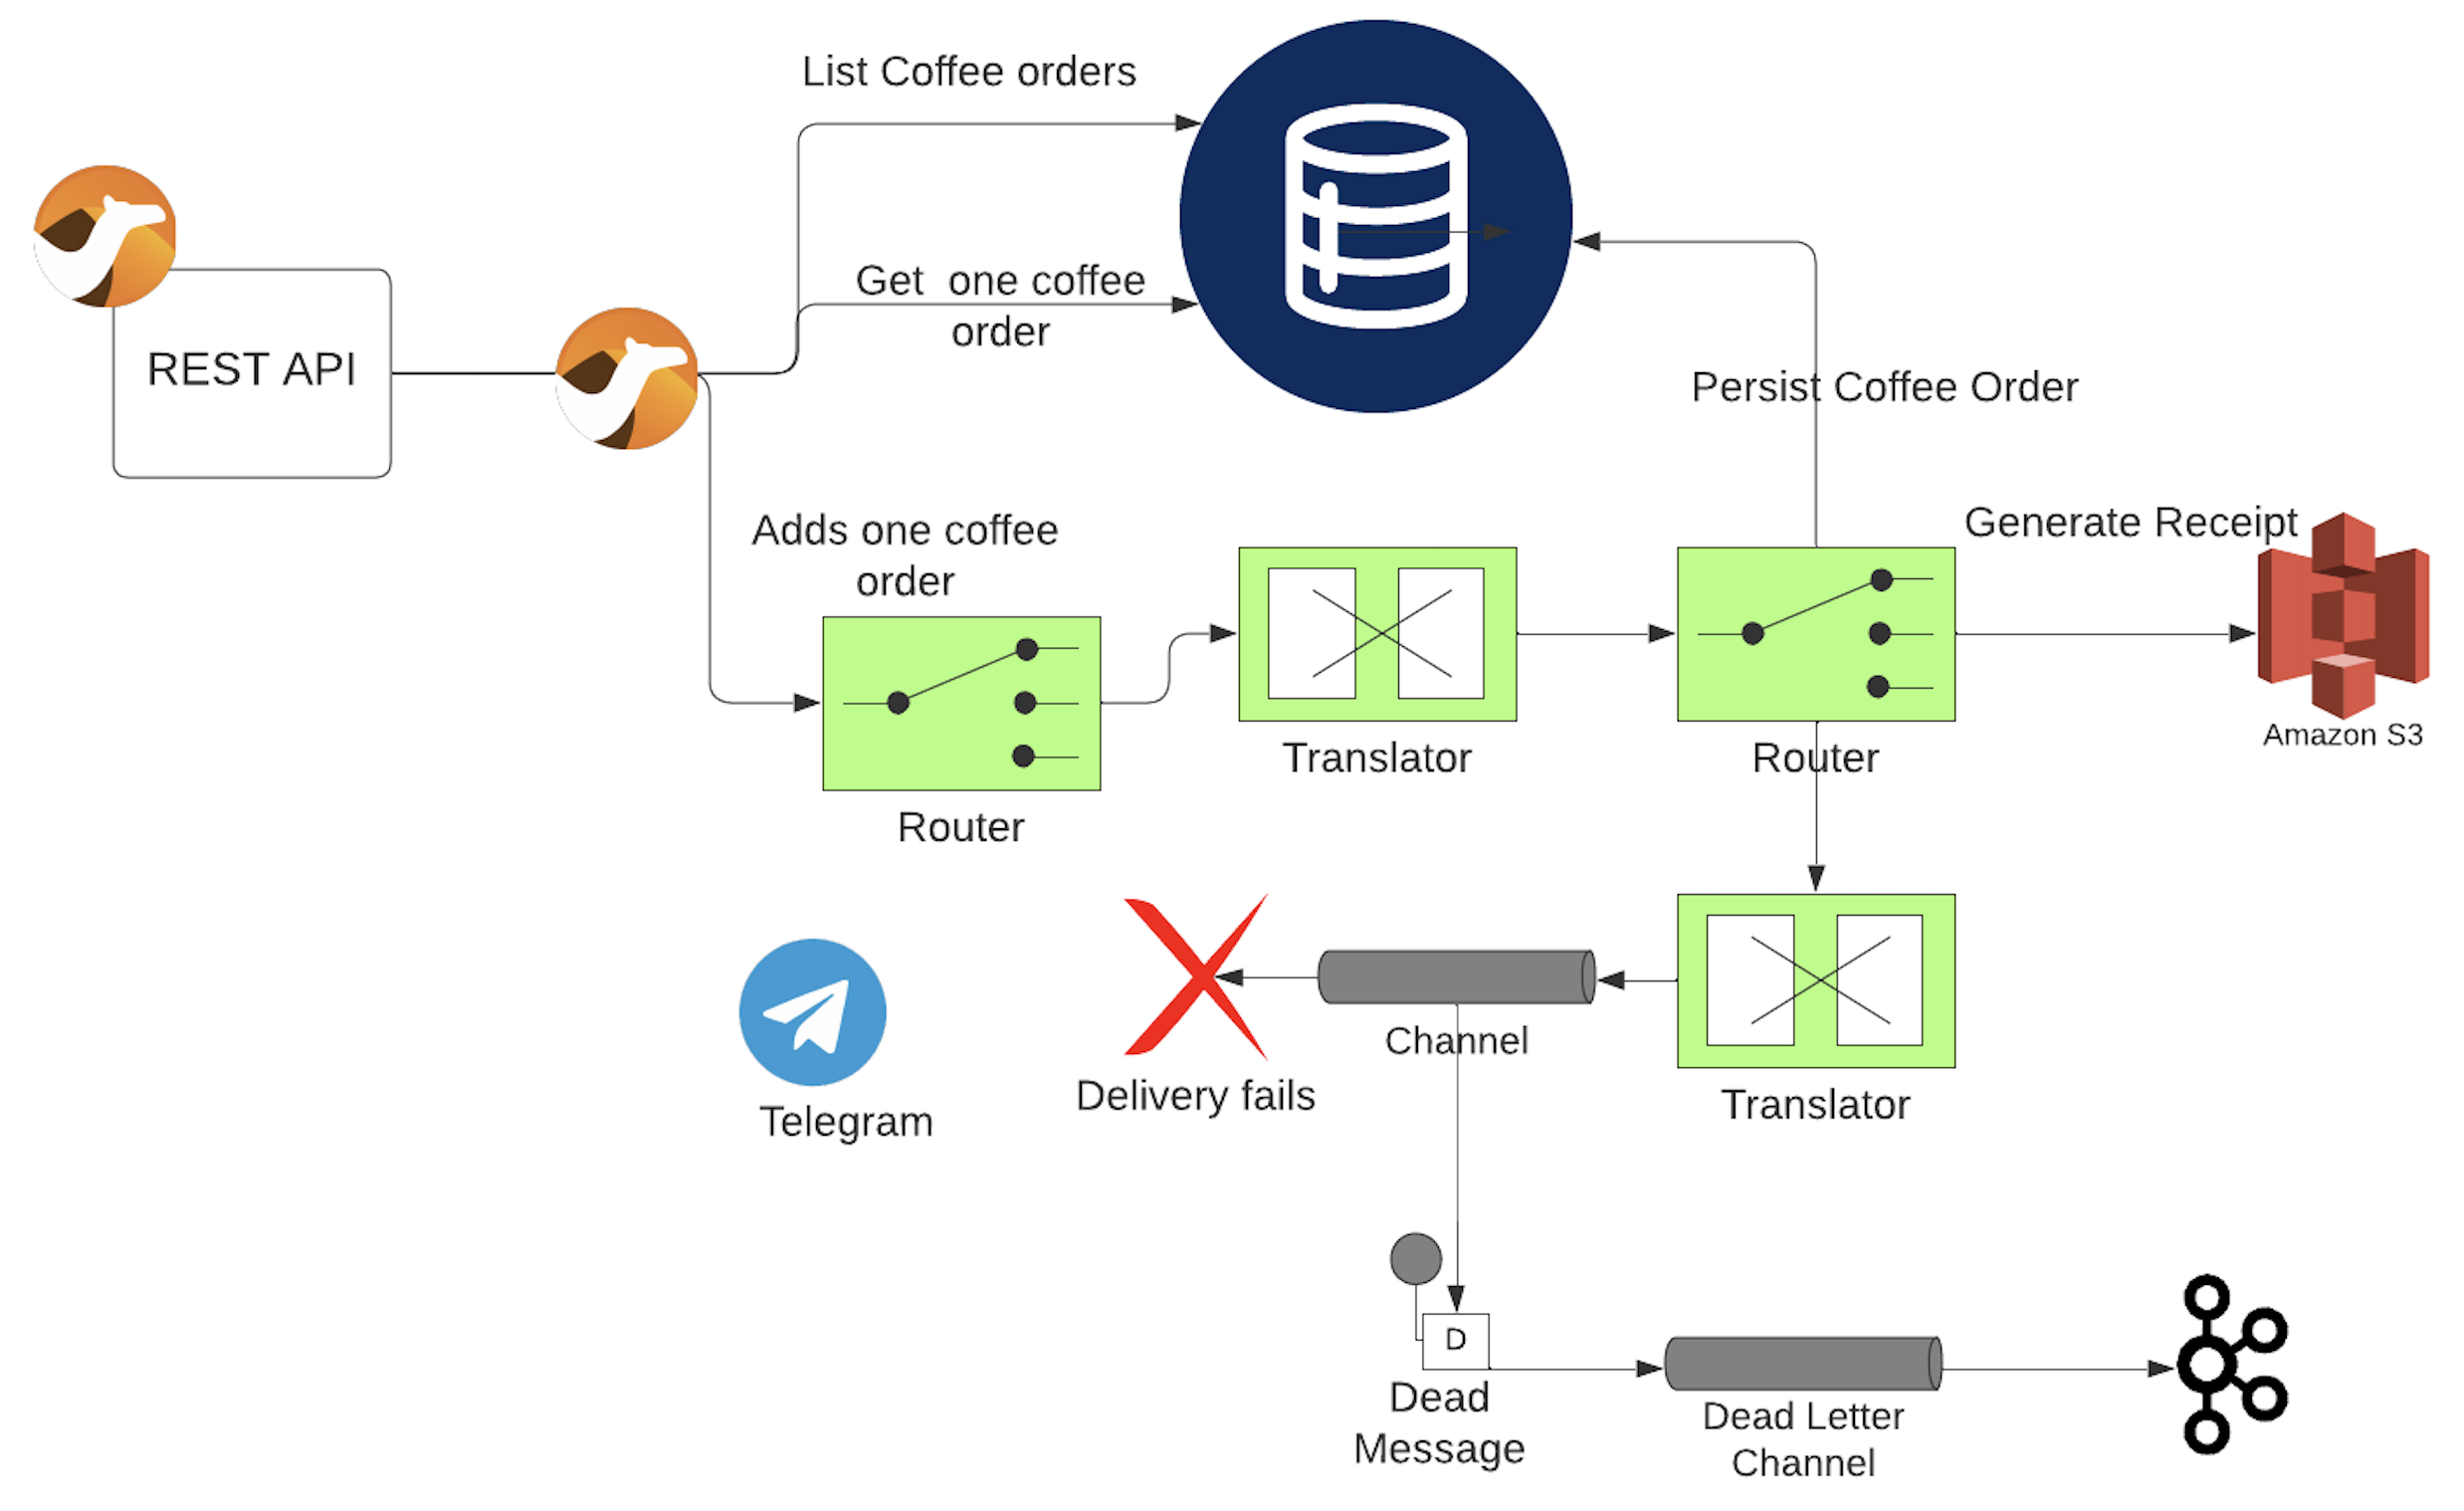 List Coffee orders
Get one coffee
order
REST API
Persist Coffee Order
Adds one coffee
order
Generate Receipt
Amazon S3
Translator
Router
Router
Channel
Delivery fails
Telegram
Translator
D
Dead
Message
Dead Letter
Channel